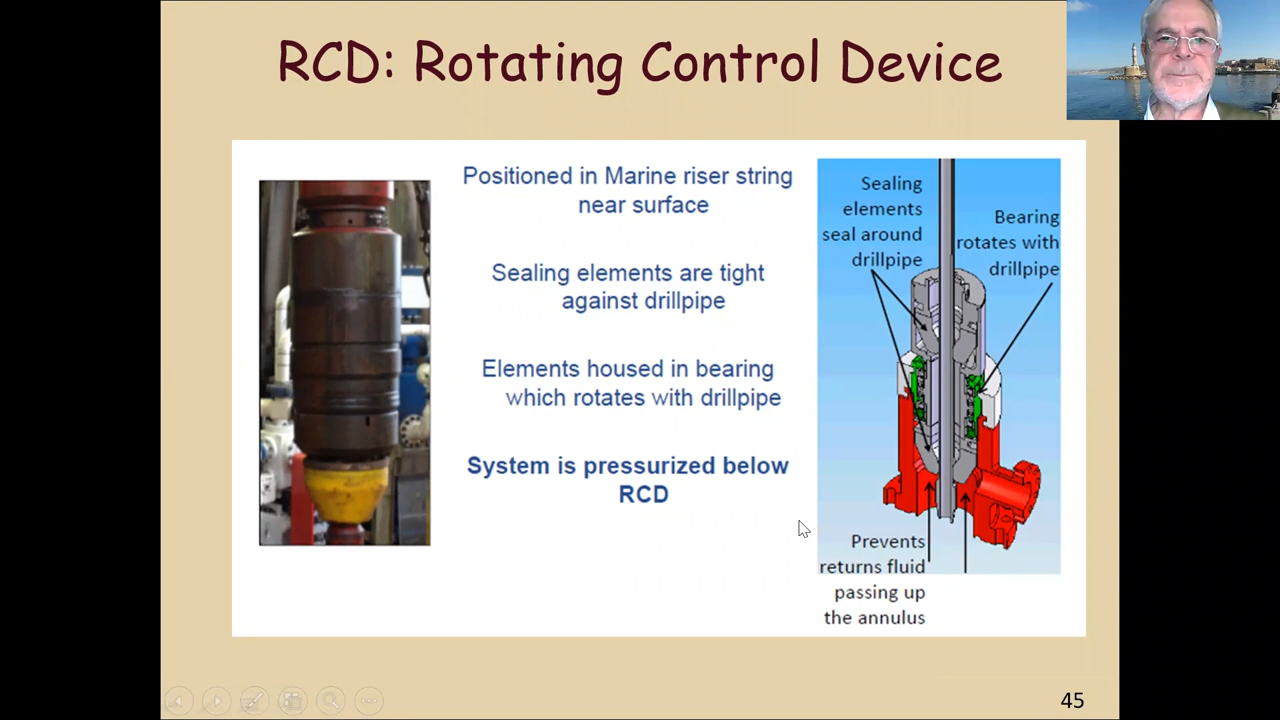 RCD: Rotating Control Device
Positioned in Marine riser string
near surface
Sealing elements are tight
against drillpipe
Elements housed in bearing
which rotates with drillpipe
System is pressurized below
RCD
Sealing
elements
seal around
drillpipe
Bearing
rotates with
drillpipe
Prevents
returns fluid
passing up
the annulus
45